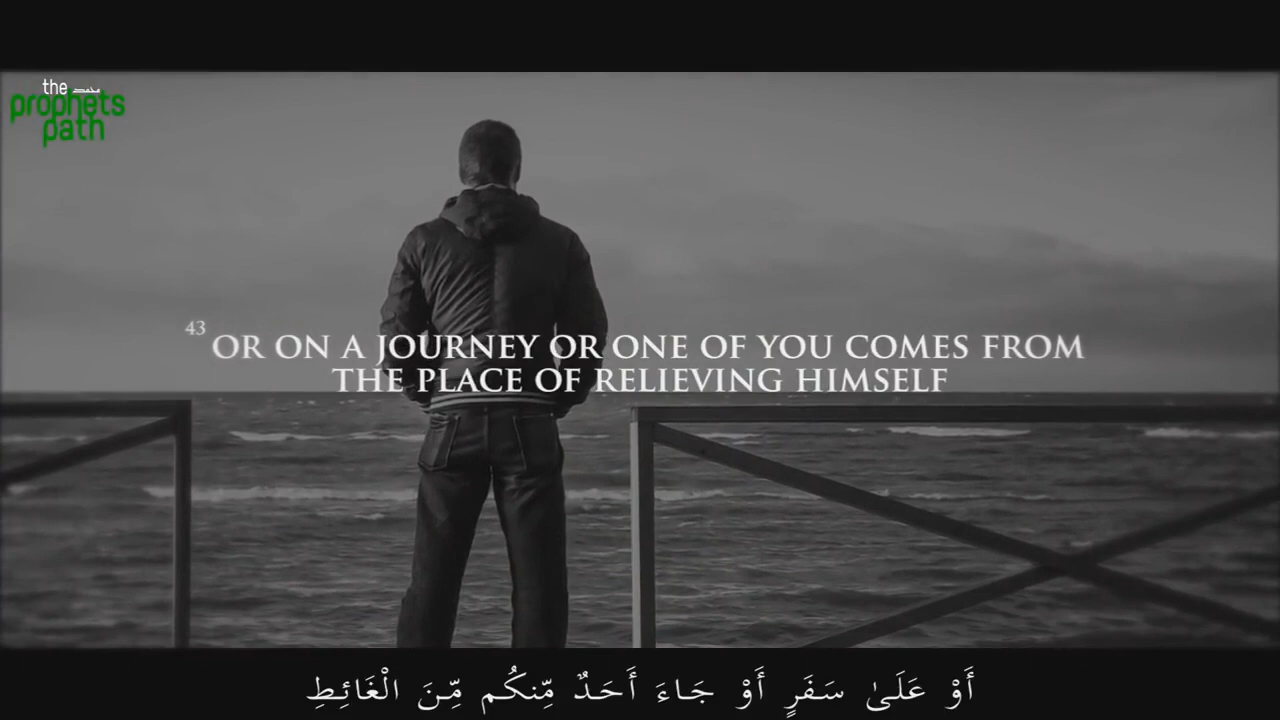 the محمد
prophets
path
43 OR ON A JOURNEY OR ONE OF YOU COMES FROM
THE PLACE OF RELIEVING HIMSELF
أَوْ عَلَىٰ سَفَرٍ أَوْ جَاءَ أَحَدٌ مِّنكُم مِّنَ الْغَائِطِ